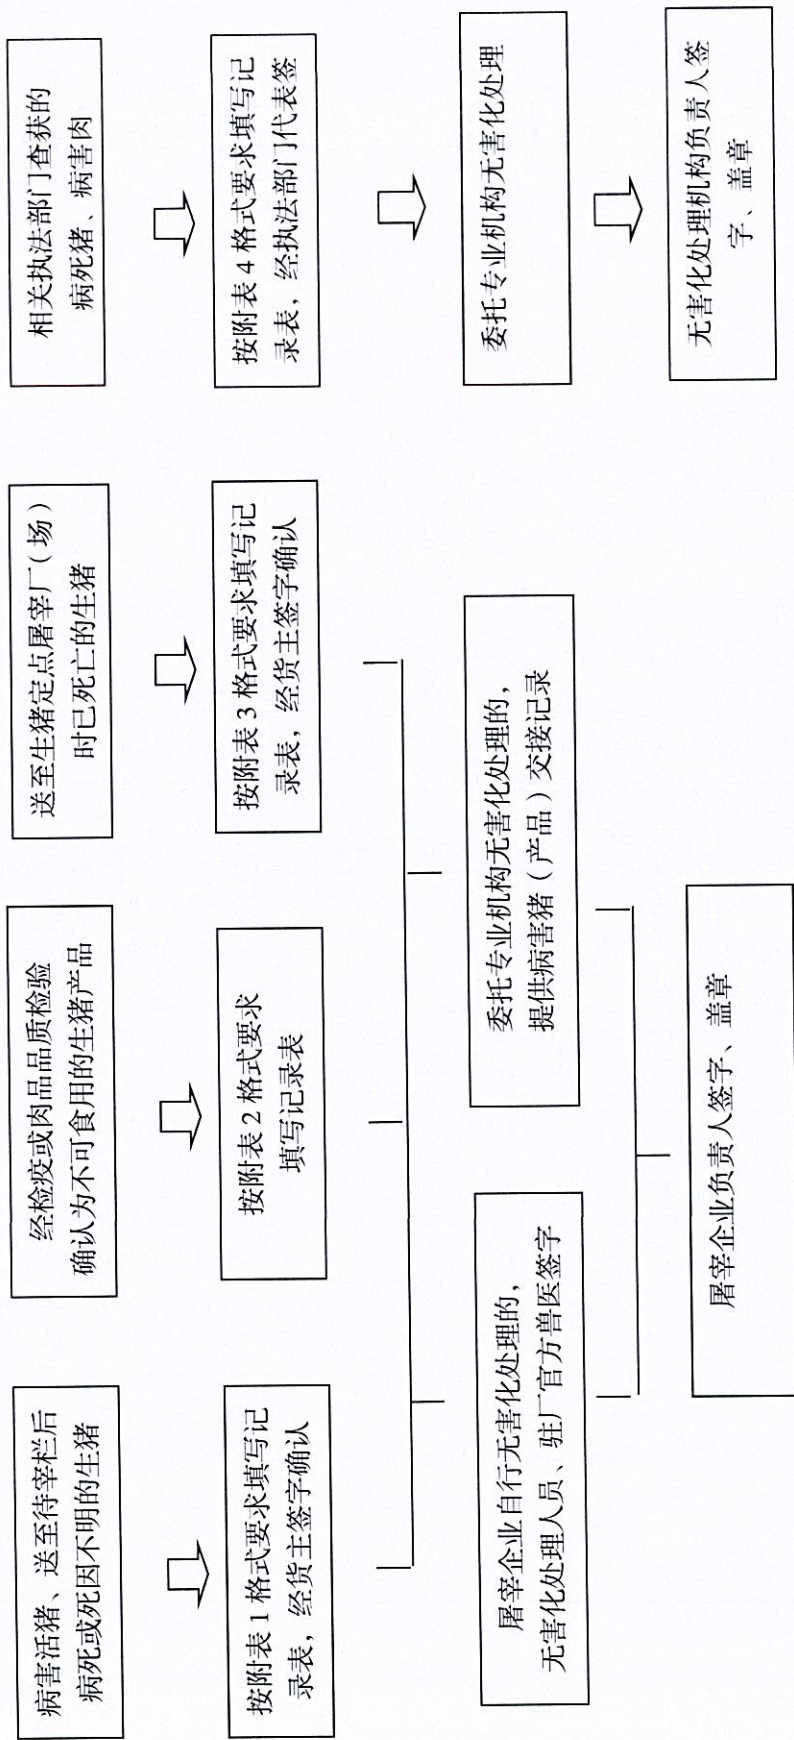 病害活猪、送至待宰栏后
病死或死因不明的生猪
经检疫或肉品品质检验
确认为不可食用的生猪产品
送至生猪定点屠宰厂(场)
时已死亡的生猪
相关执法部门查获的
病死猪、病害肉
按附表1格式要求填写记
录表，经货主签字确认
按附表2格式要求
填写记录表
按附表3格式要求填写记
录表，经货主签字确认
按附表4格式要求填写记
录表，经执法部门代表签
屠宰企业自行无害化处理的，
无害化处理人员、驻厂官方兽医签字
委托专业机构无害化处理的，
提供病害猪（产品）交接记录
委托专业机构无害化处理
屠宰企业负责人签字、盖章
无害化处理机构负责人签
字、盖章